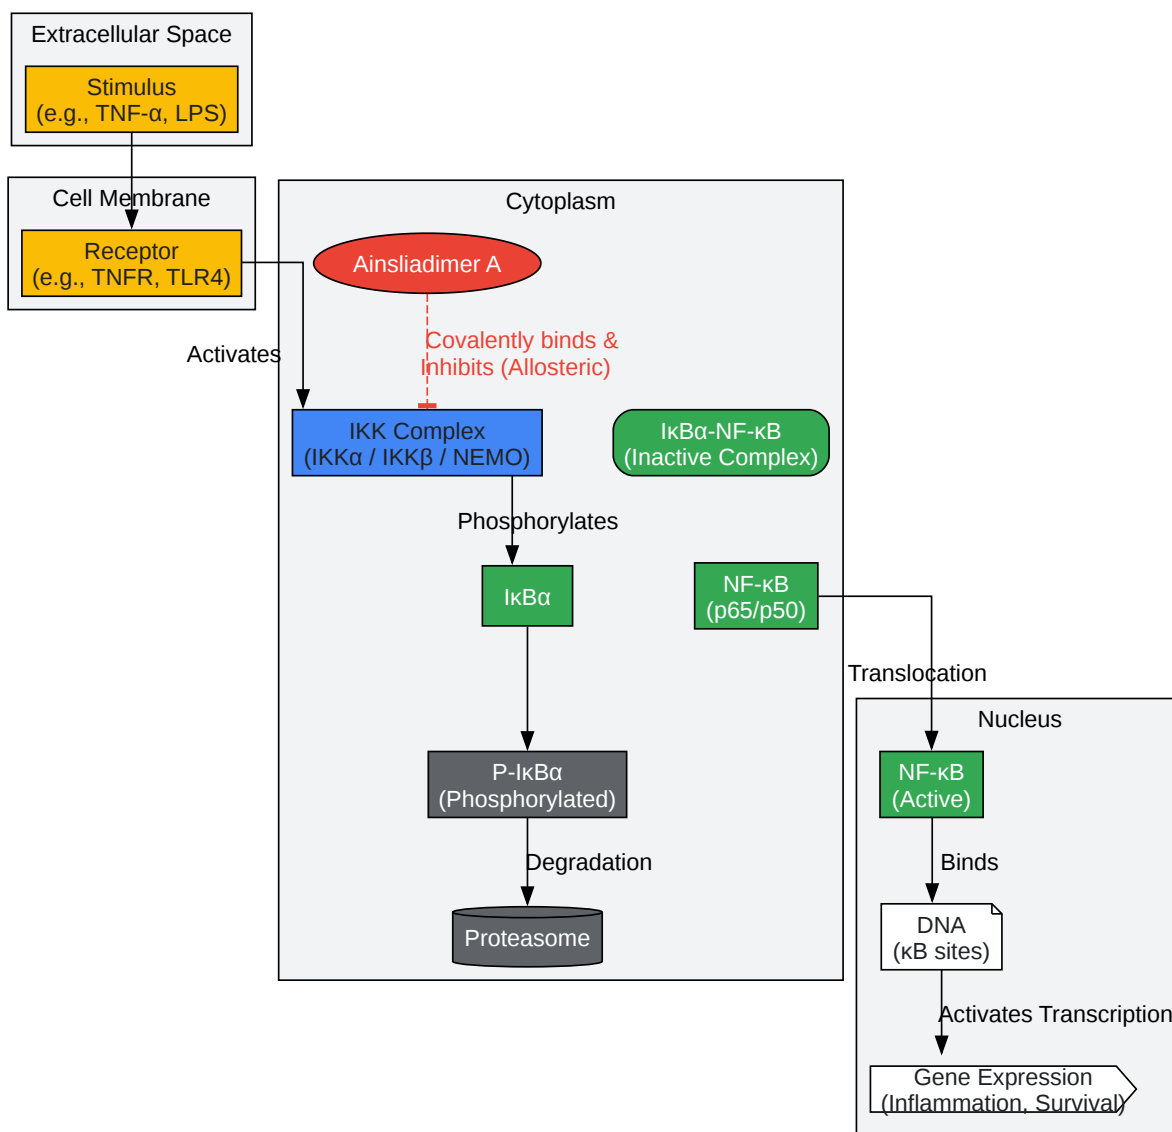 Extracellular Space
Stimulus
(e.g., TNF-α, LPS)
Cell Membrane
Receptor
(e.g., TNFR, TLR4)
Activates
Cytoplasm
Ainsliadimer A
Covalently binds &
Inhibits (Allosteric)
IKK Complex
(IKKα / IKKβ / NEMO)
IκBα-NF-κB
(Inactive Complex)
Phosphorylates
IκBα
NF-κB
(p65/p50)
Translocation
P-IκBα
(Phosphorylated)
Degradation
Proteasome
Nucleus
NF-κB
(Active)
Binds
DNA
(κB sites)
Activates Transcription
Gene Expression
(Inflammation, Survival)